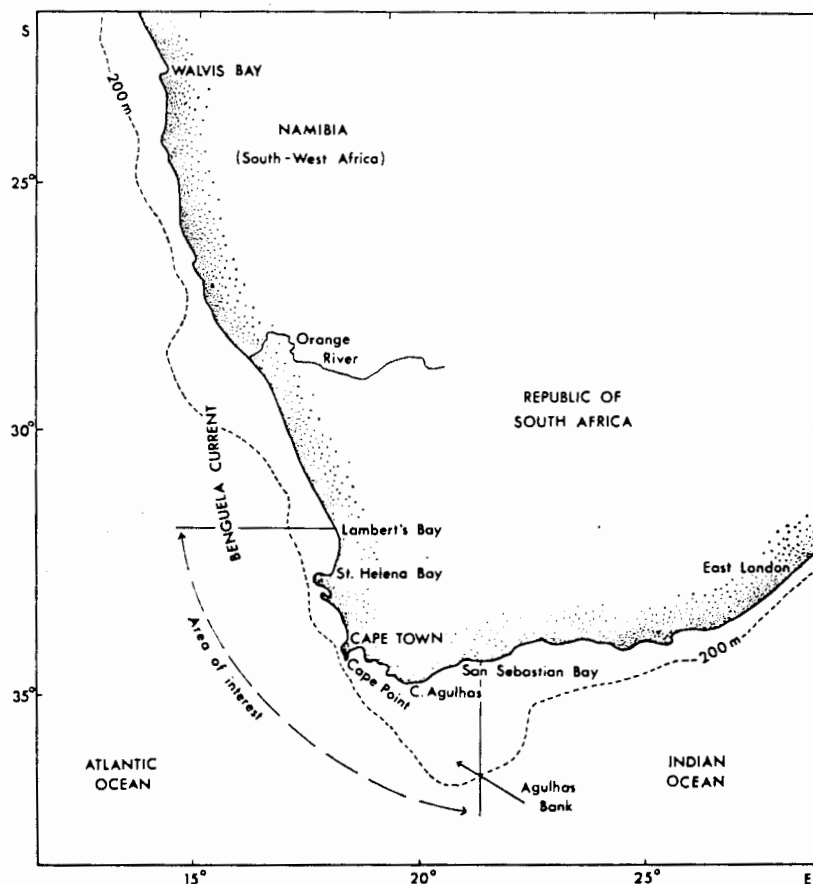 S
WALVIS BAY
200m
NAMIBIA
(South-West Africa)
25°
Orange
River
REPUBLIC OF
SOUTH AFRICA
30°
BENGUELA CURRENT
Lambert's Bay
St. Helena Bay
East London
Area of interest
CAPE TOWN
Cape Point
San Sebastian Bay
200m
C. Agulhas
35°
ATLANTIC
OCEAN
INDIAN
OCEAN
Agulhas
Bank
15°
20°
25°
E